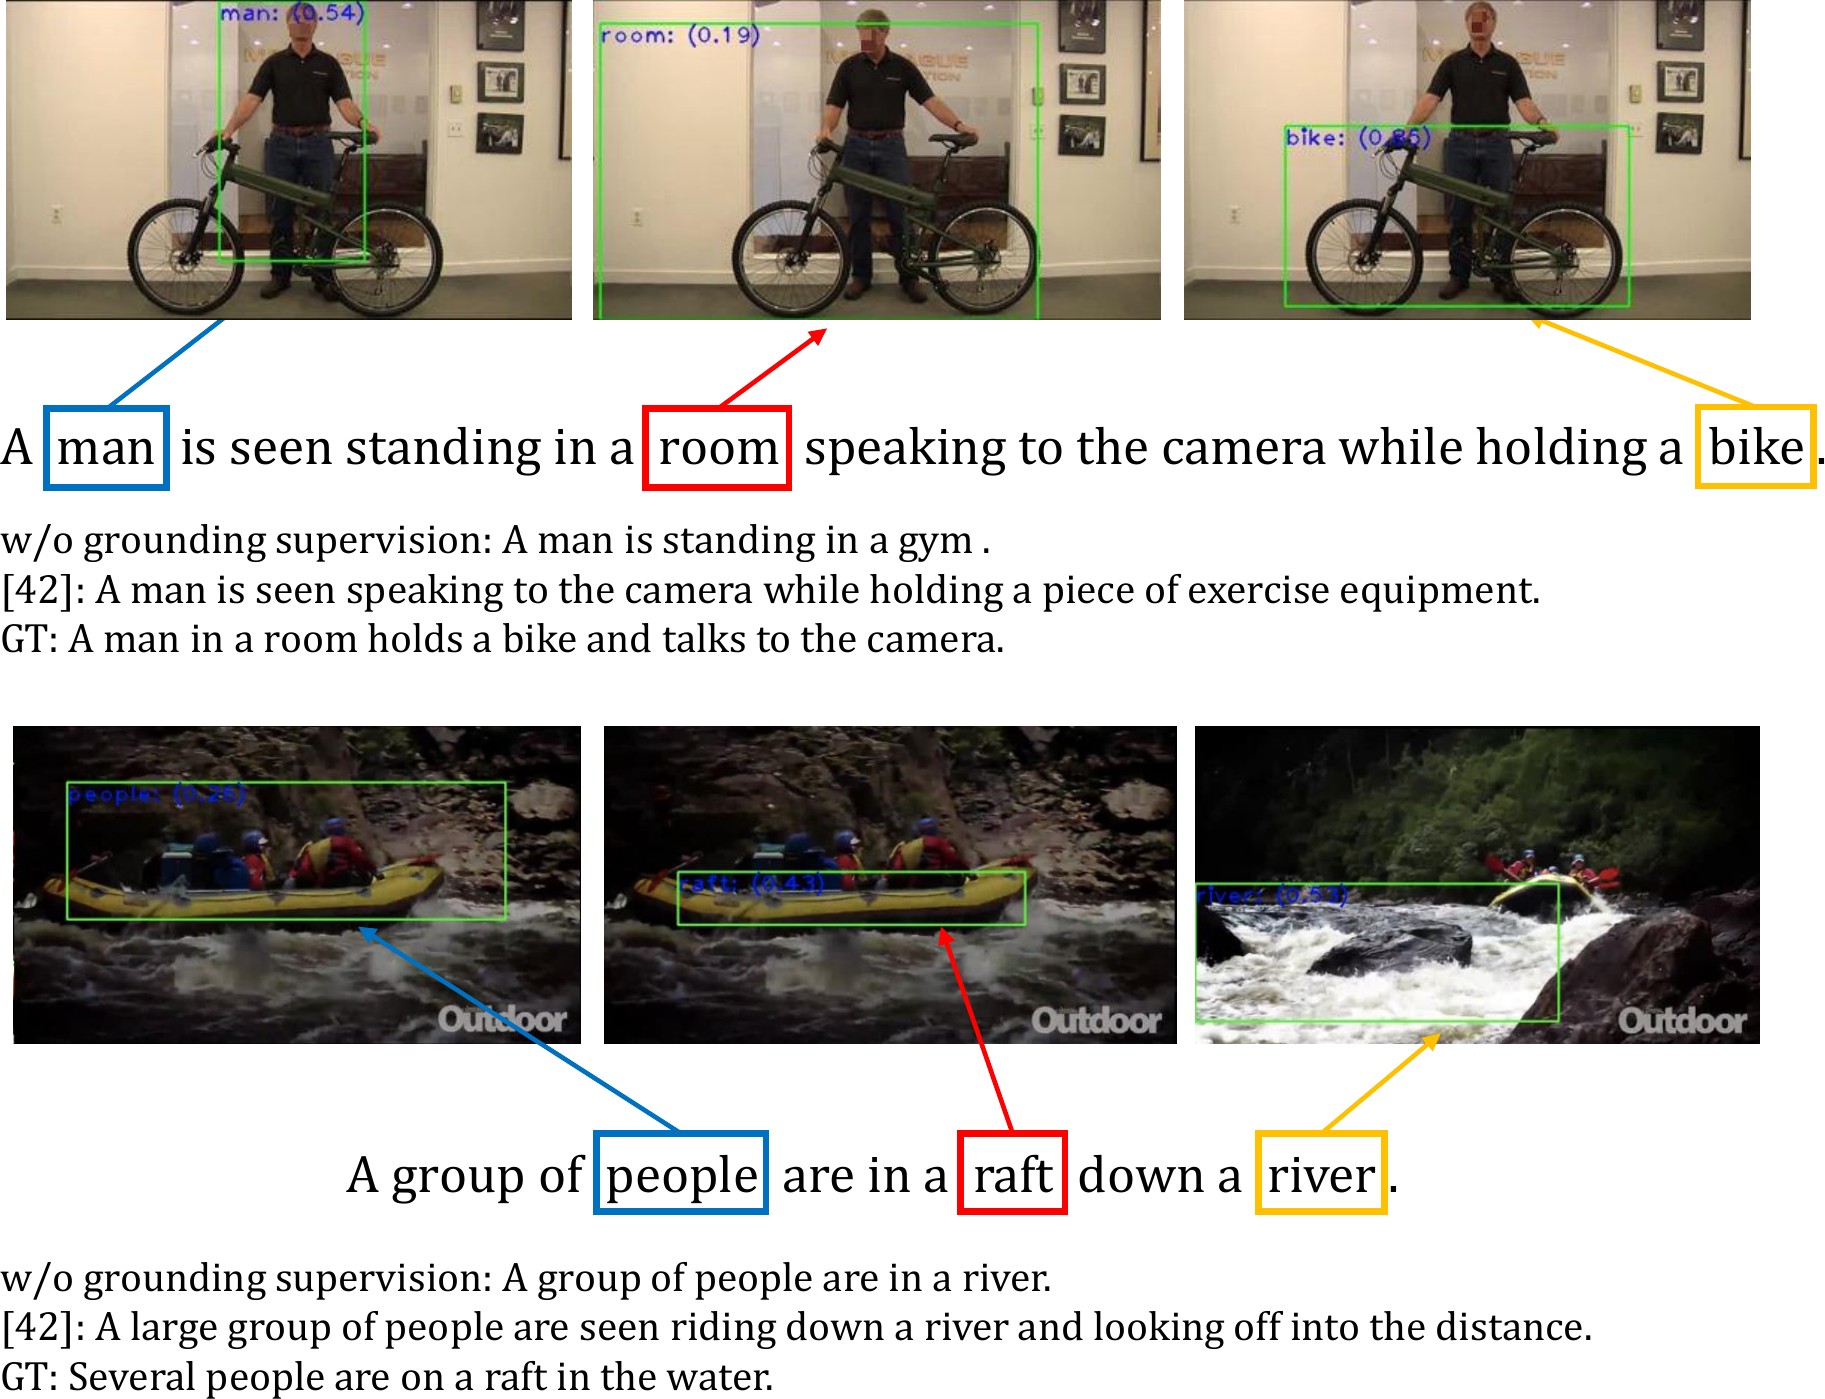 man: (0.54)
room: (0.19)
bike: (0.85)
A man is seen standing in a room speaking to the camera while holding a bike.
w/o grounding supervision: A man is standing in a gym .
[42]: A man is seen speaking to the camera while holding a piece of exercise equipment.
GT: A man in a room holds a bike and talks to the camera.
people: (0.26)
raft: (0.43)
river: (0.53)
Outdoor
Outdoor
Outdoor
A group of people are in a raft down a river.
w/o grounding supervision: A group of people are in a river.
[42]: A large group of people are seen riding down a river and looking off into the distance.
GT: Several people are on a raft in the water.